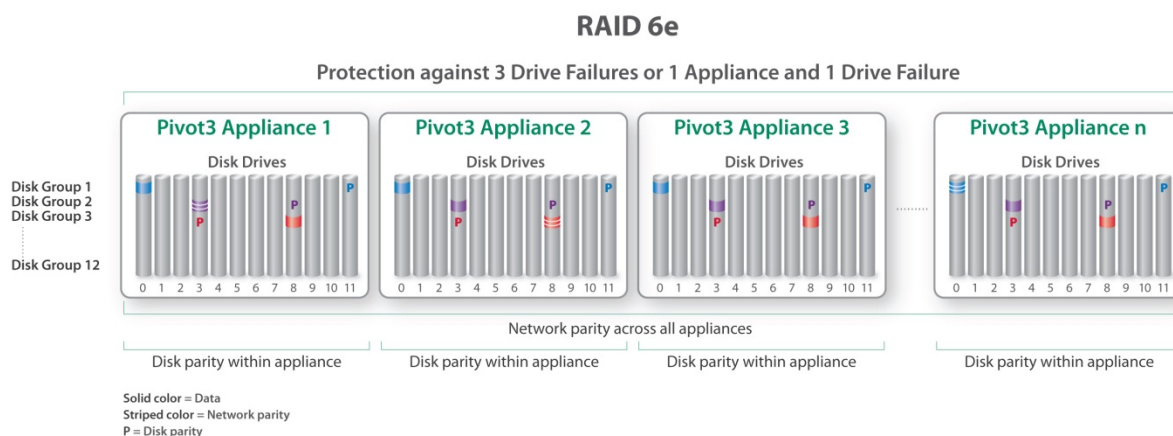 RAID 6e
Protection against 3 Drive Failures or 1 Appliance and 1 Drive Failure
Pivot3 Appliance 1
Disk Drives
P
P
P
0 1 2 3 4 5 6 7 8 9 10 11
Pivot3 Appliance 2
Disk Drives
P
P
P
0 1 2 3 4 5 6 7 8 9 10 11
Pivot3 Appliance 3
Disk Drives
P
P
P
0 1 2 3 4 5 6 7 8 9 10 11
Pivot3 Appliance n
Disk Drives
P
P
P
0 1 2 3 4 5 6 7 8 9 10 11
Disk Group 1
Disk Group 2
Disk Group 3
Disk Group 12
Network parity across all appliances
Disk parity within appliance
Disk parity within appliance
Disk parity within appliance
Disk parity within appliance
Solid color = Data
Striped color = Network parity
P = Disk parity